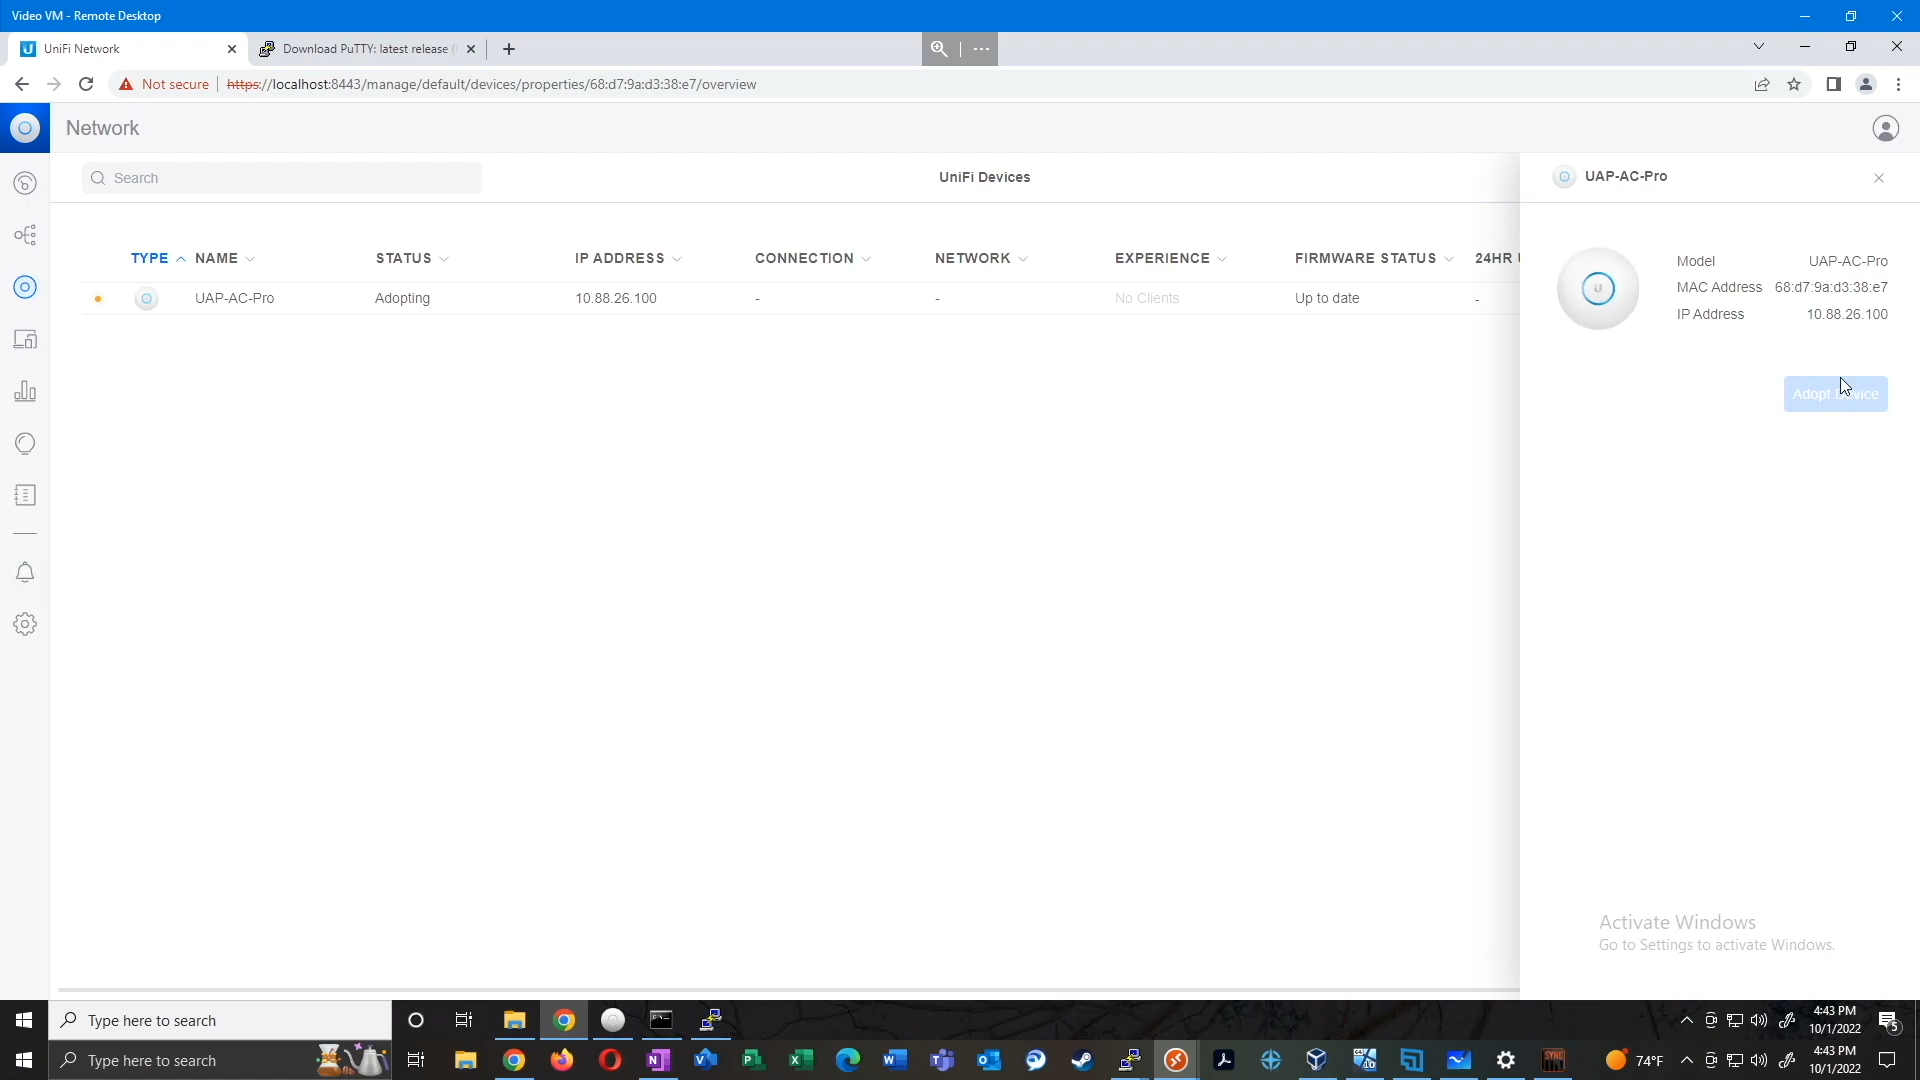 Video VM - Remote Desktop
UniFi Network
Download PuTTY: latest release (
Not secure
https://localhost:8443/manage/default/devices/properties/68:d7:9a:d3:38:e7/overview
Network
Search
UniFi Devices
UAP-AC-Pro
TYPE NAME STATUS IP ADDRESS CONNECTION NETWORK EXPERIENCE FIRMWARE STATUS 24HR
UAP-AC-Pro Adopting 10.88.26.100 - - No Clients Up to date -
Model UAP-AC-Pro
MAC Address 68:d7:9a:d3:38:e7
IP Address 10.88.26.100
Adopt Device
Activate Windows
Go to Settings to activate Windows.
Type here to search
4:43 PM
10/1/2022
5
Type here to search
74°F
4:43 PM
10/1/2022